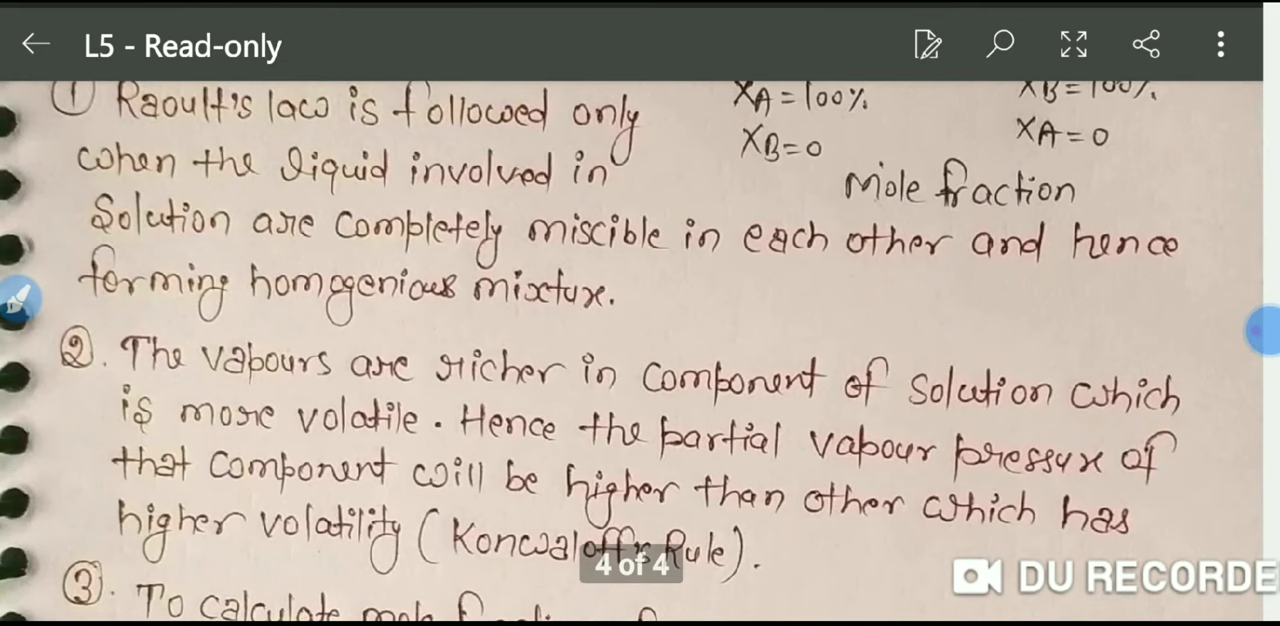 L5 - Read-only
① Raoult's law is followed only
XA = 100%
XB = 100%
when the liquid involved in
XB = 0
XA = 0
Mole fraction
Solution are completely miscible in each other and hence
forming homogenious mixture.
②. The vapours are richer in component of solution which
is more volatile. Hence the partial vapour pressure of
that component will be higher than other which has
higher volatility (Konwaloff's Rule).
4 of 4
③. To calculate
DU RECORDE